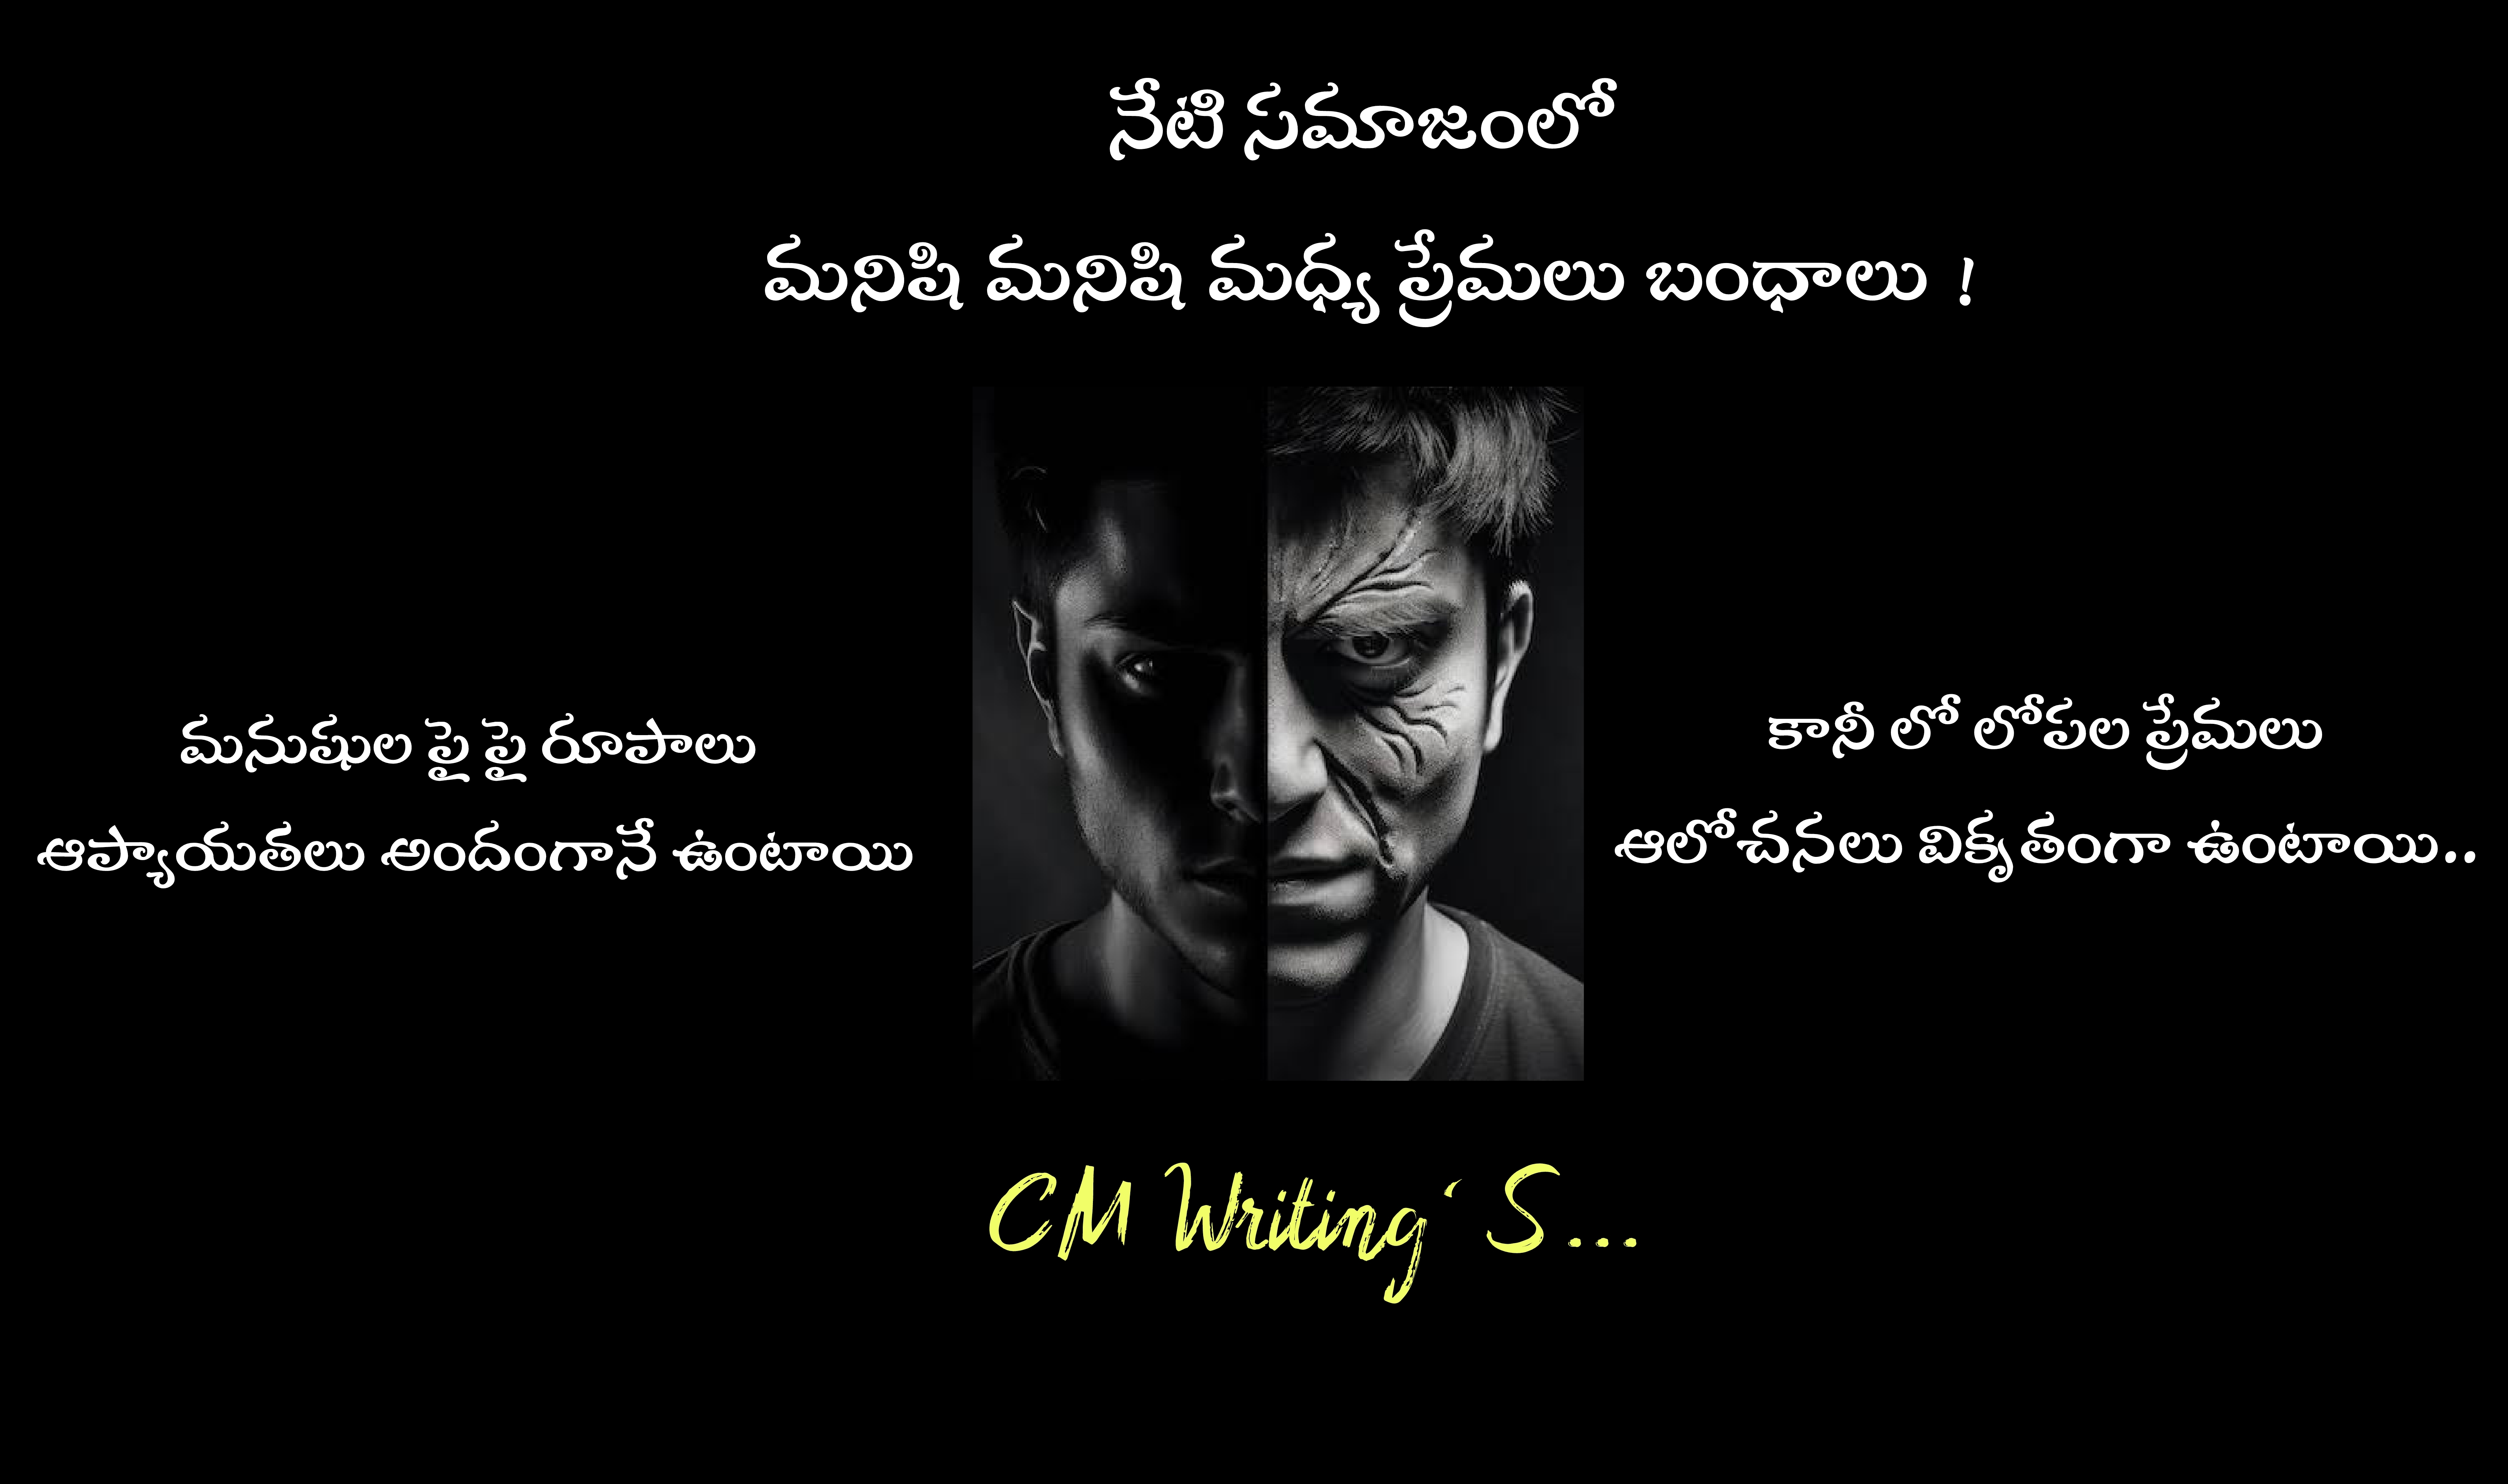 నేటి సమాజంలో
మనిషి మనిషి మధ్య ప్రేమలు బంధాలు !
మనుషుల పై పై రూపాలు
ఆప్యాయతలు అందంగానే ఉంటాయి
కానీ లో లోపల ప్రేమలు
ఆలోచనలు వికృతంగా ఉంటాయి..
CM Writing‘ S...